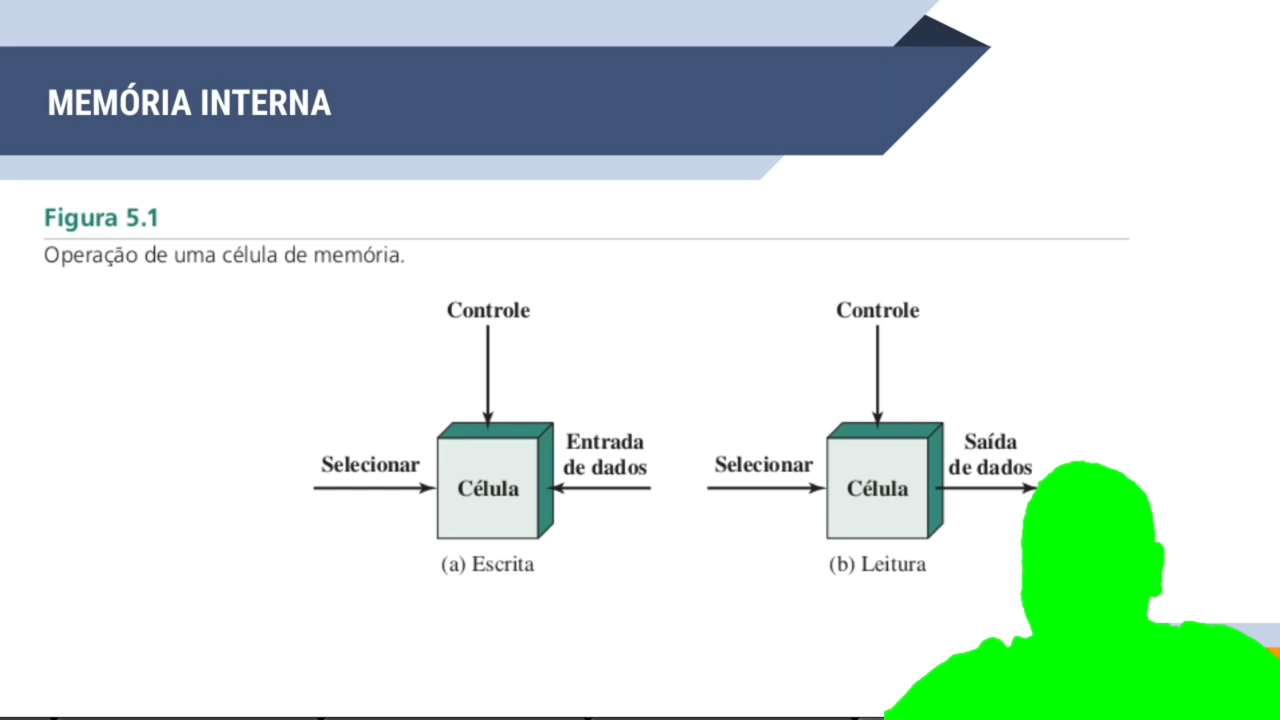 MEMÓRIA INTERNA
Figura 5.1
Operação de uma célula de memória.
Controle
Selecionar
Célula
Entrada
de dados
(a) Escrita
Controle
Selecionar
Célula
Saída
de dados
(b) Leitura